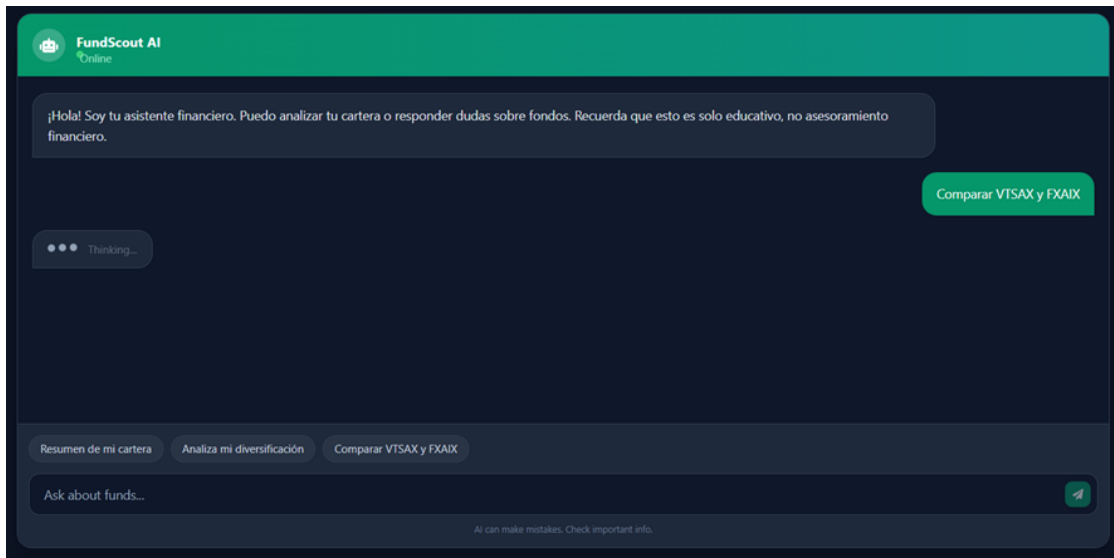 FundScout AI
Online
¡Hola! Soy tu asistente financiero. Puedo analizar tu cartera o responder dudas sobre fondos. Recuerda que esto es solo educativo, no asesoramiento
financiero.
Comparar VTSAX y FXAIX
Thinking...
Resumen de mi cartera
Analiza mi diversificación
Comparar VTSAX y FXAIX
Ask about funds...
AI can make mistakes. Check important info.